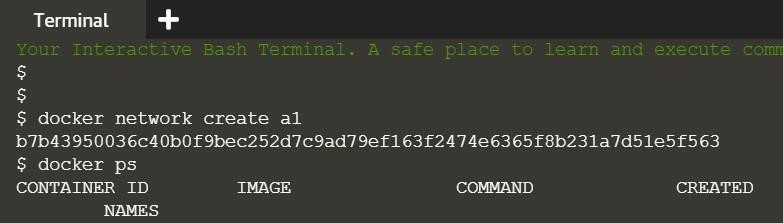 Terminal
Your Interactive Bash Terminal. A safe place to learn and execute
$
$
$ docker network create a1
b7b43950036c40b0f9bec252d7c9ad79ef163f2474e6365f8b231a7d51e5f563
$ docker ps
CONTAINER ID IMAGE COMMAND CREATED
NAMES